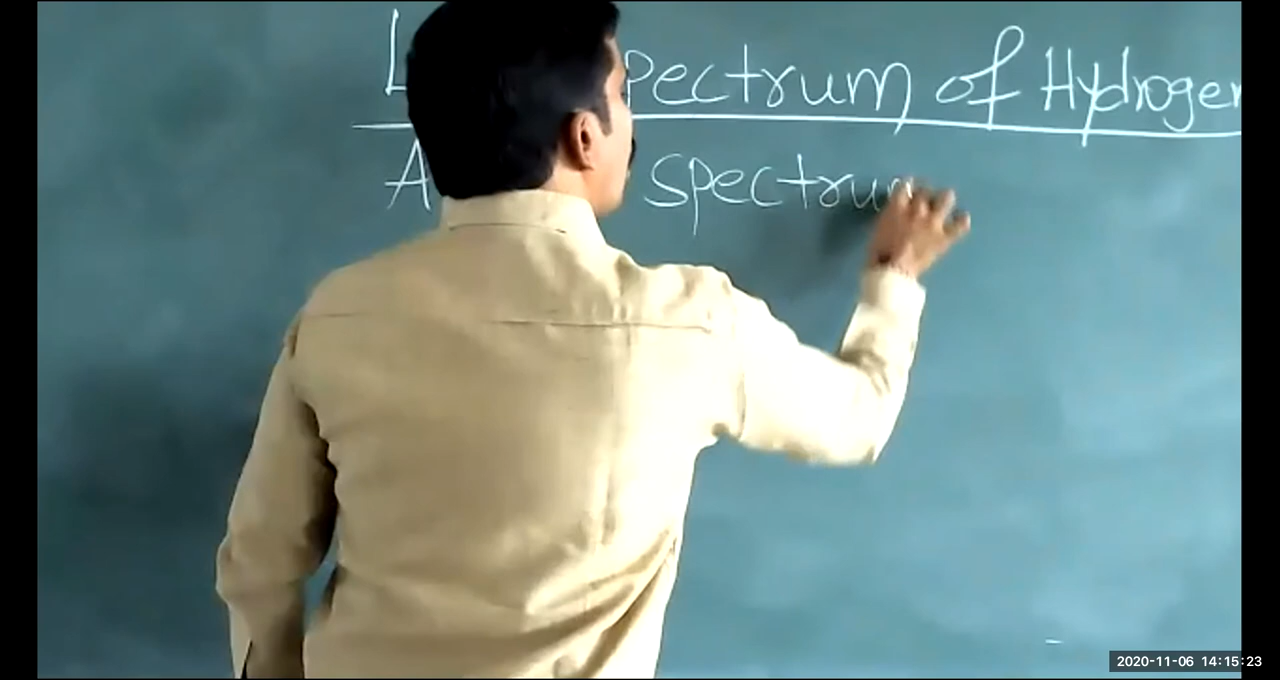 spectrum of Hydrogen
spectrum
2020-11-06 14:15:23